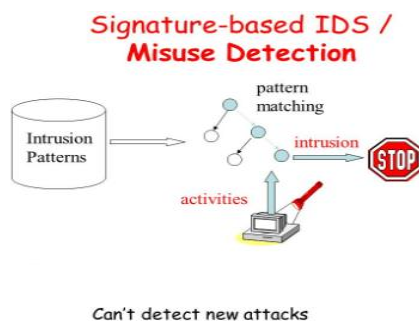 Signature-based IDS /
Misuse Detection
pattern
matching
Intrusion
Patterns
intrusion
STOP
activities
Can't detect new attacks